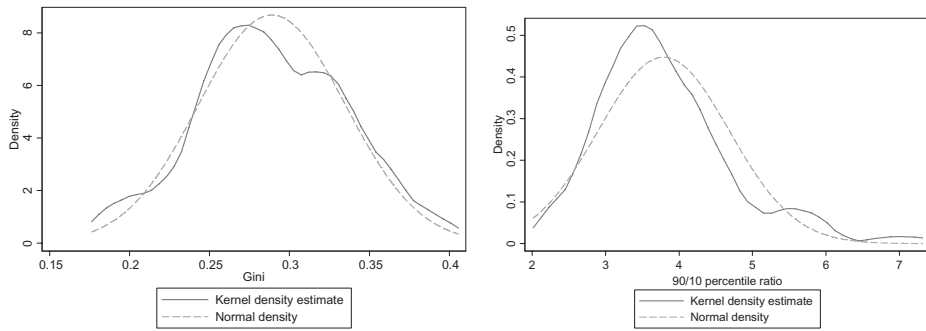 8
6
4
2
0
Density
0.15
0.2
0.25
0.3
0.35
0.4
Gini
Kernel density estimate
Normal density
0.5
0.4
0.3
0.2
0.1
0
Density
2
3
4
5
6
7
90/10 percentile ratio
Kernel density estimate
Normal density